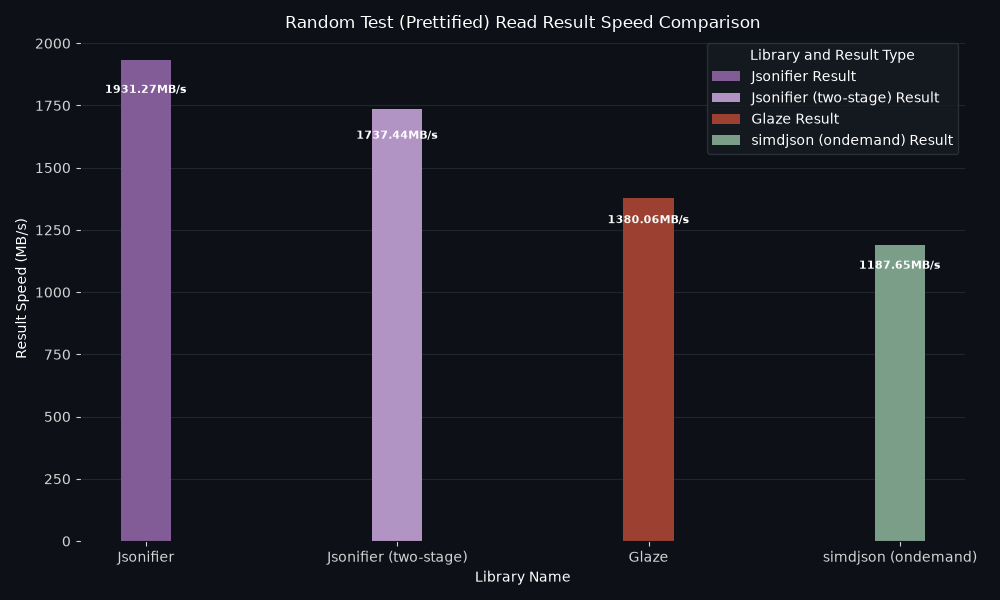 Random Test (Prettified) Read Result Speed Comparison
Library and Result Type
Jsonifier Result
Jsonifier (two-stage) Result
Glaze Result
simdjson (ondemand) Result
2000
1750
1500
1250
1000
750
500
250
0
Result Speed (MB/s)
1931.27MB/s
1737.44MB/s
1380.06MB/s
1187.65MB/s
Jsonifier
Jsonifier (two-stage)
Glaze
simdjson (ondemand)
Library Name